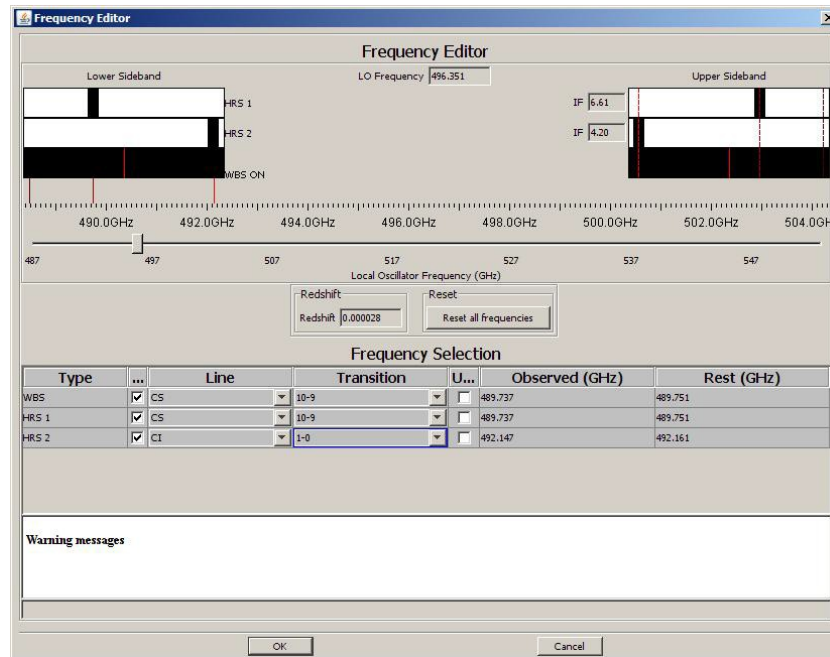 Frequency Editor
Frequency Editor
Lower Sideband
LO Frequency 496.351
Upper Sideband
HRS 1
IF 6.61
HRS 2
IF 4.20
WBS ON
490.0GHz 492.0GHz 494.0GHz 496.0GHz 498.0GHz 500.0GHz 502.0GHz 504.0GH
487 497 507 517 527 537 547
Local Oscillator Frequency (GHz)
Redshift Reset
Redshift 0.000028 Reset all frequencies
Frequency Selection
Type ... Line Transition U... Observed (GHz) Rest (GHz)
WBS CS 10-9 489.737 489.751
HRS 1 CS 10-9 489.737 489.751
HRS 2 CI 1-0 492.147 492.161
Warning messages
OK Cancel